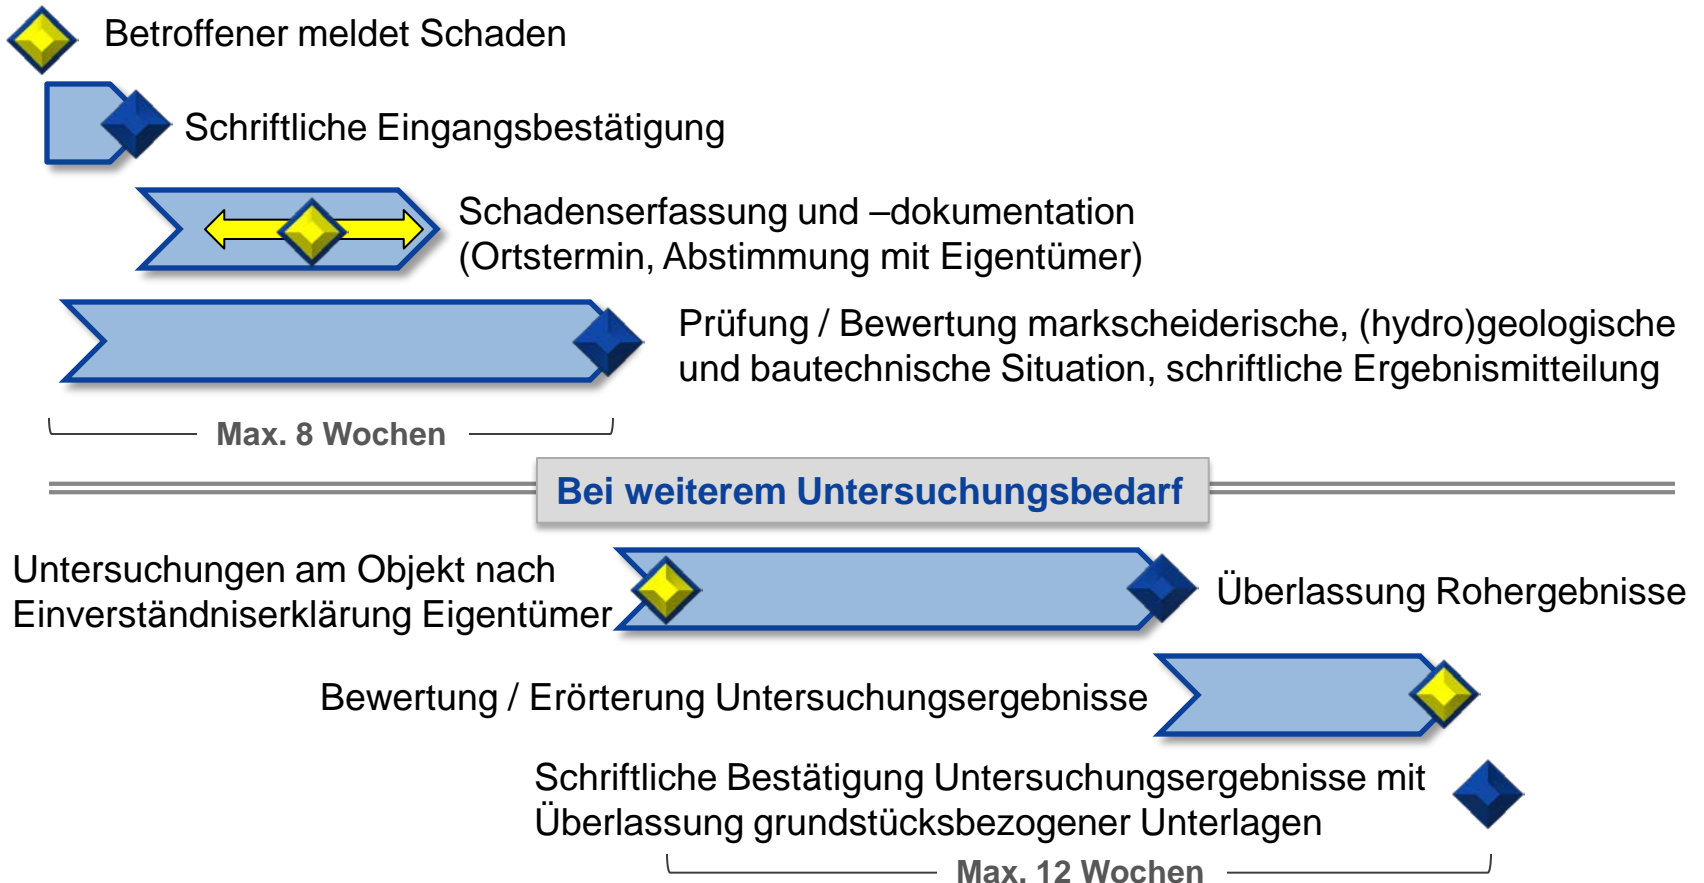 Betroffener meldet Schaden
Schriftliche Eingangsbestätigung
Schadenserfassung und –dokumentation
(Ortstermin, Abstimmung mit Eigentümer)
Prüfung / Bewertung markscheiderische, (hydro)geologische
und bautechnische Situation, schriftliche Ergebnismitteilung
Max. 8 Wochen
Bei weiterem Untersuchungsbedarf
Untersuchungen am Objekt nach
Einverständniserklärung Eigentümer
Überlassung Rohergebnisse
Bewertung / Erörterung Untersuchungsergebnisse
Schriftliche Bestätigung Untersuchungsergebnisse mit
Überlassung grundstücksbezogener Unterlagen
Max. 12 Wochen